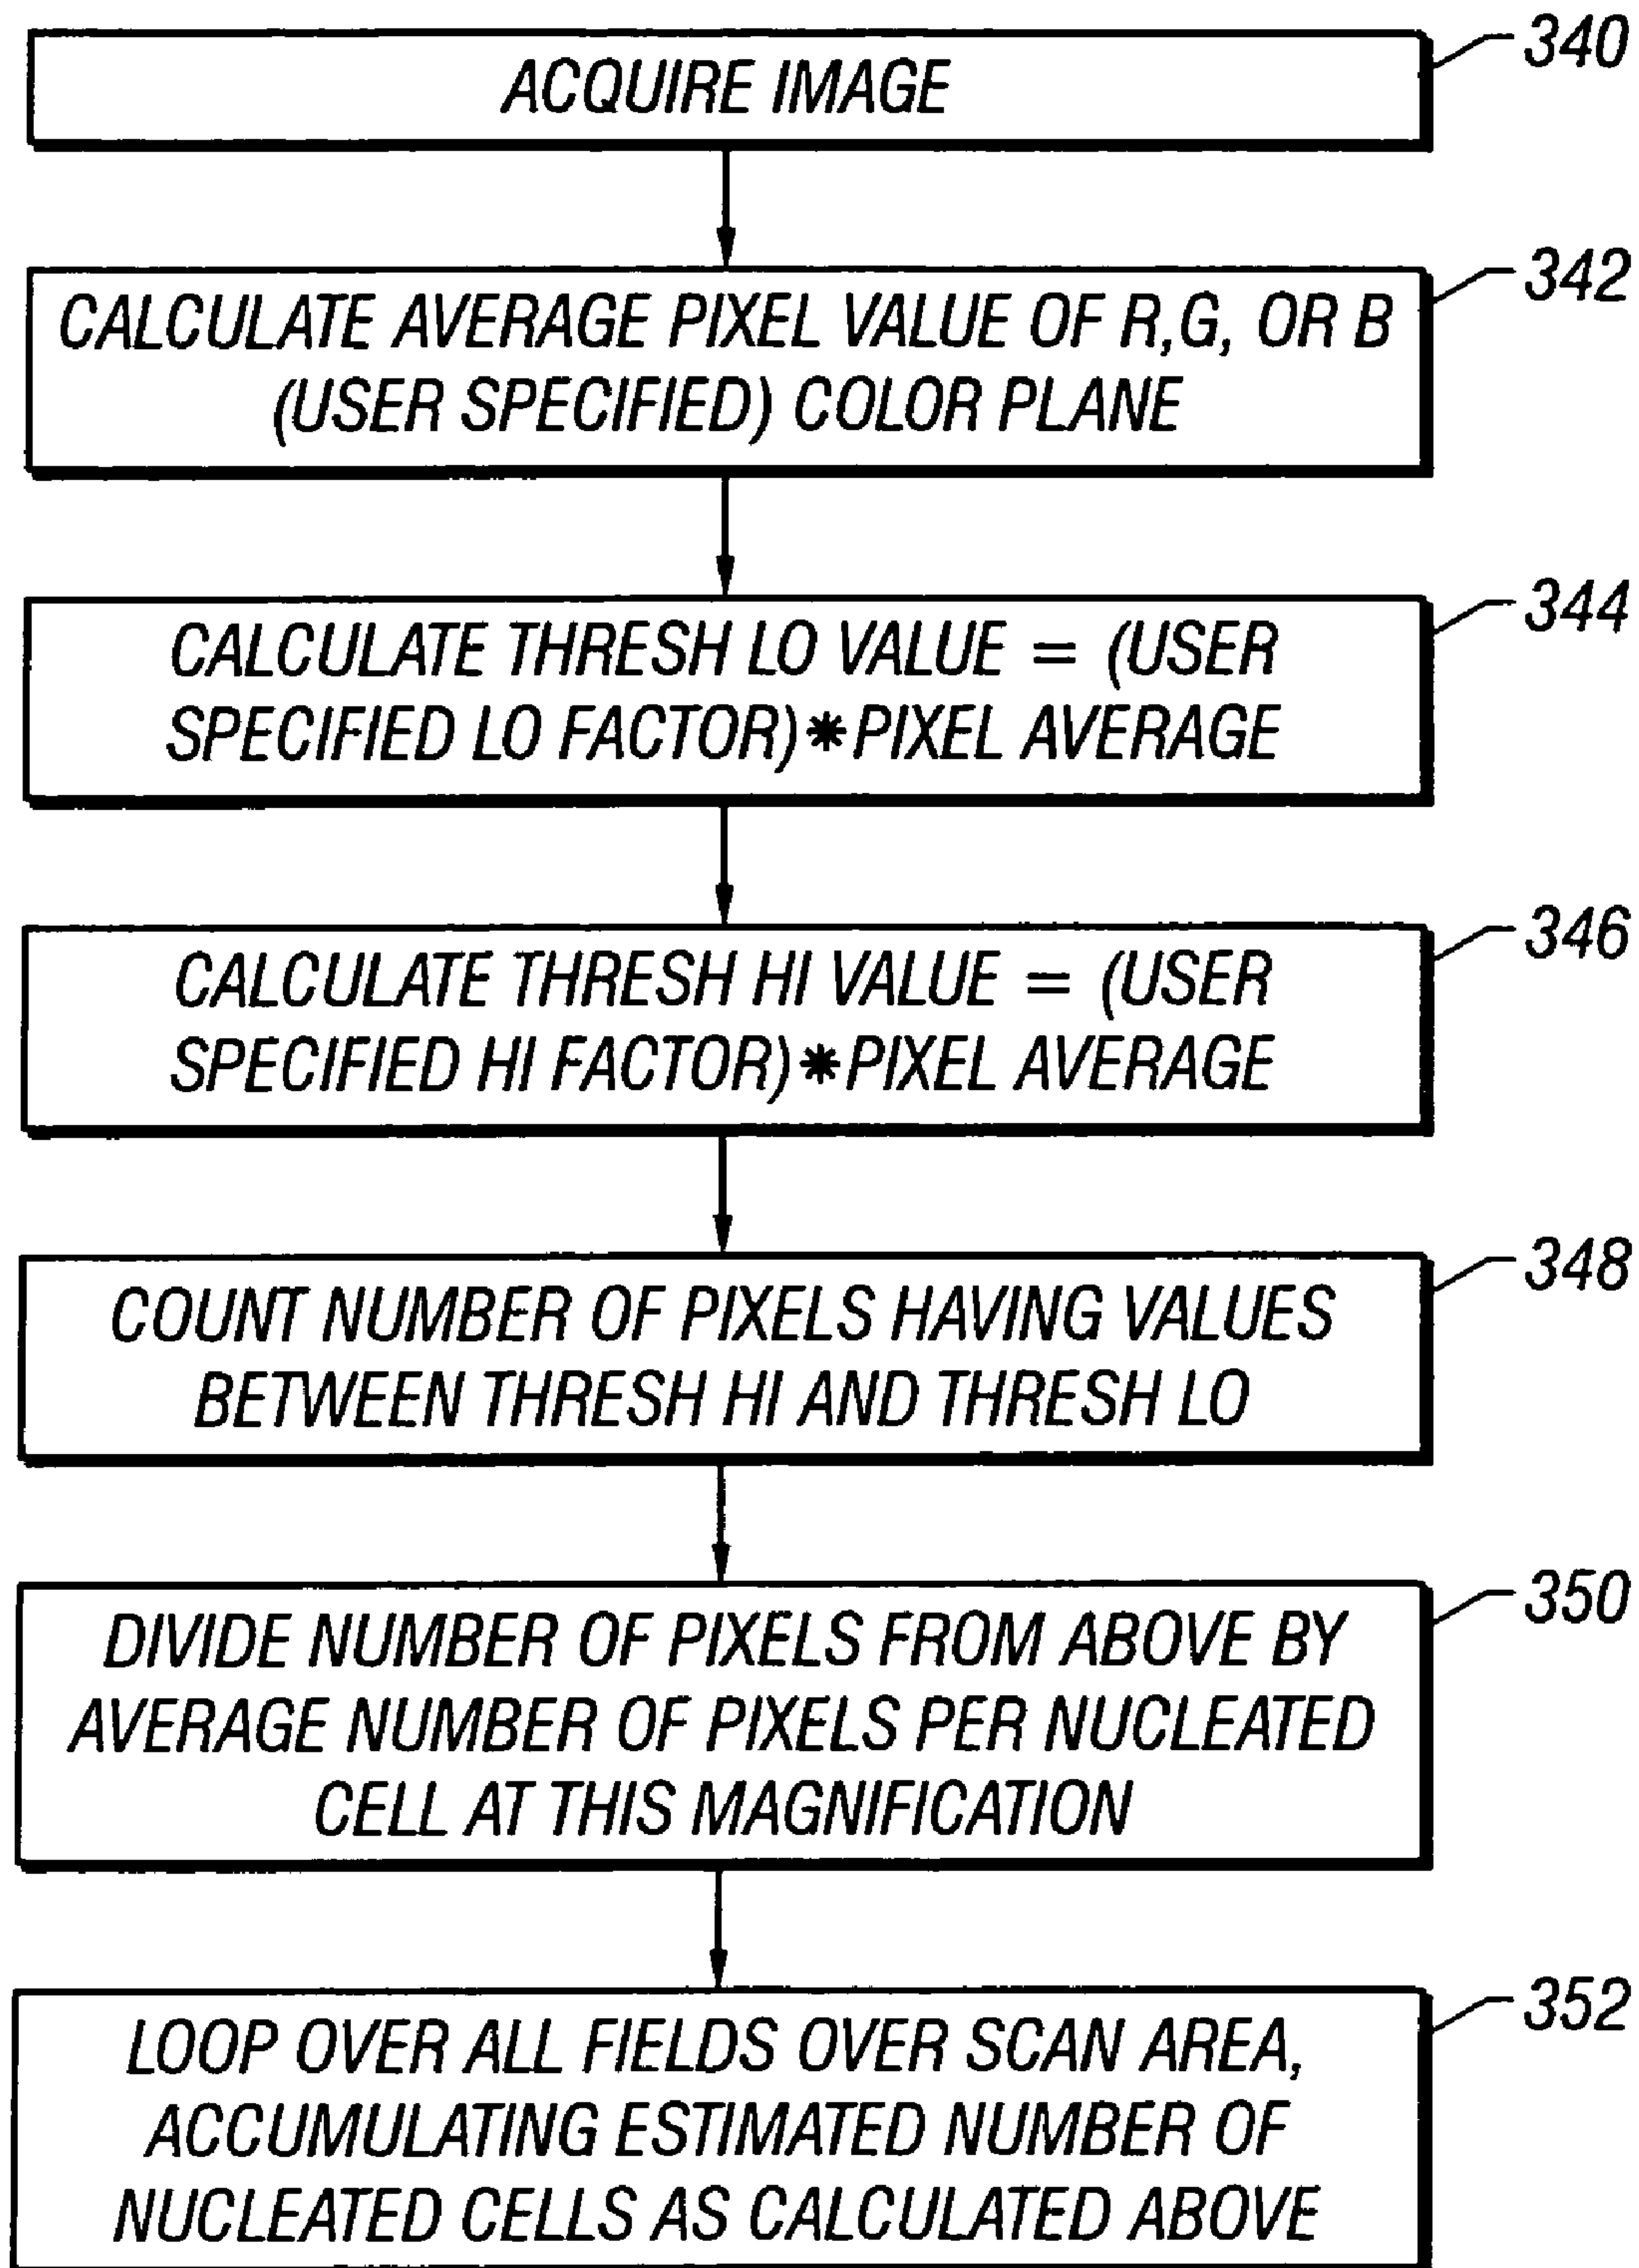 340
ACQUIRE IMAGE
342
CALCULATE AVERAGE PIXEL VALUE OF R,G, OR B
(USER SPECIFIED) COLOR PLANE
344
CALCULATE THRESH LO VALUE = (USER
SPECIFIED LO FACTOR)*PIXEL AVERAGE
346
CALCULATE THRESH HI VALUE = (USER
SPECIFIED HI FACTOR)*PIXEL AVERAGE
348
COUNT NUMBER OF PIXELS HAVING VALUES
BETWEEN THRESH HI AND THRESH LO
350
DIVIDE NUMBER OF PIXELS FROM ABOVE BY
AVERAGE NUMBER OF PIXELS PER NUCLEATED
CELL AT THIS MAGNIFICATION
352
LOOP OVER ALL FIELDS OVER SCAN AREA,
ACCUMULATING ESTIMATED NUMBER OF
NUCLEATED CELLS AS CALCULATED ABOVE